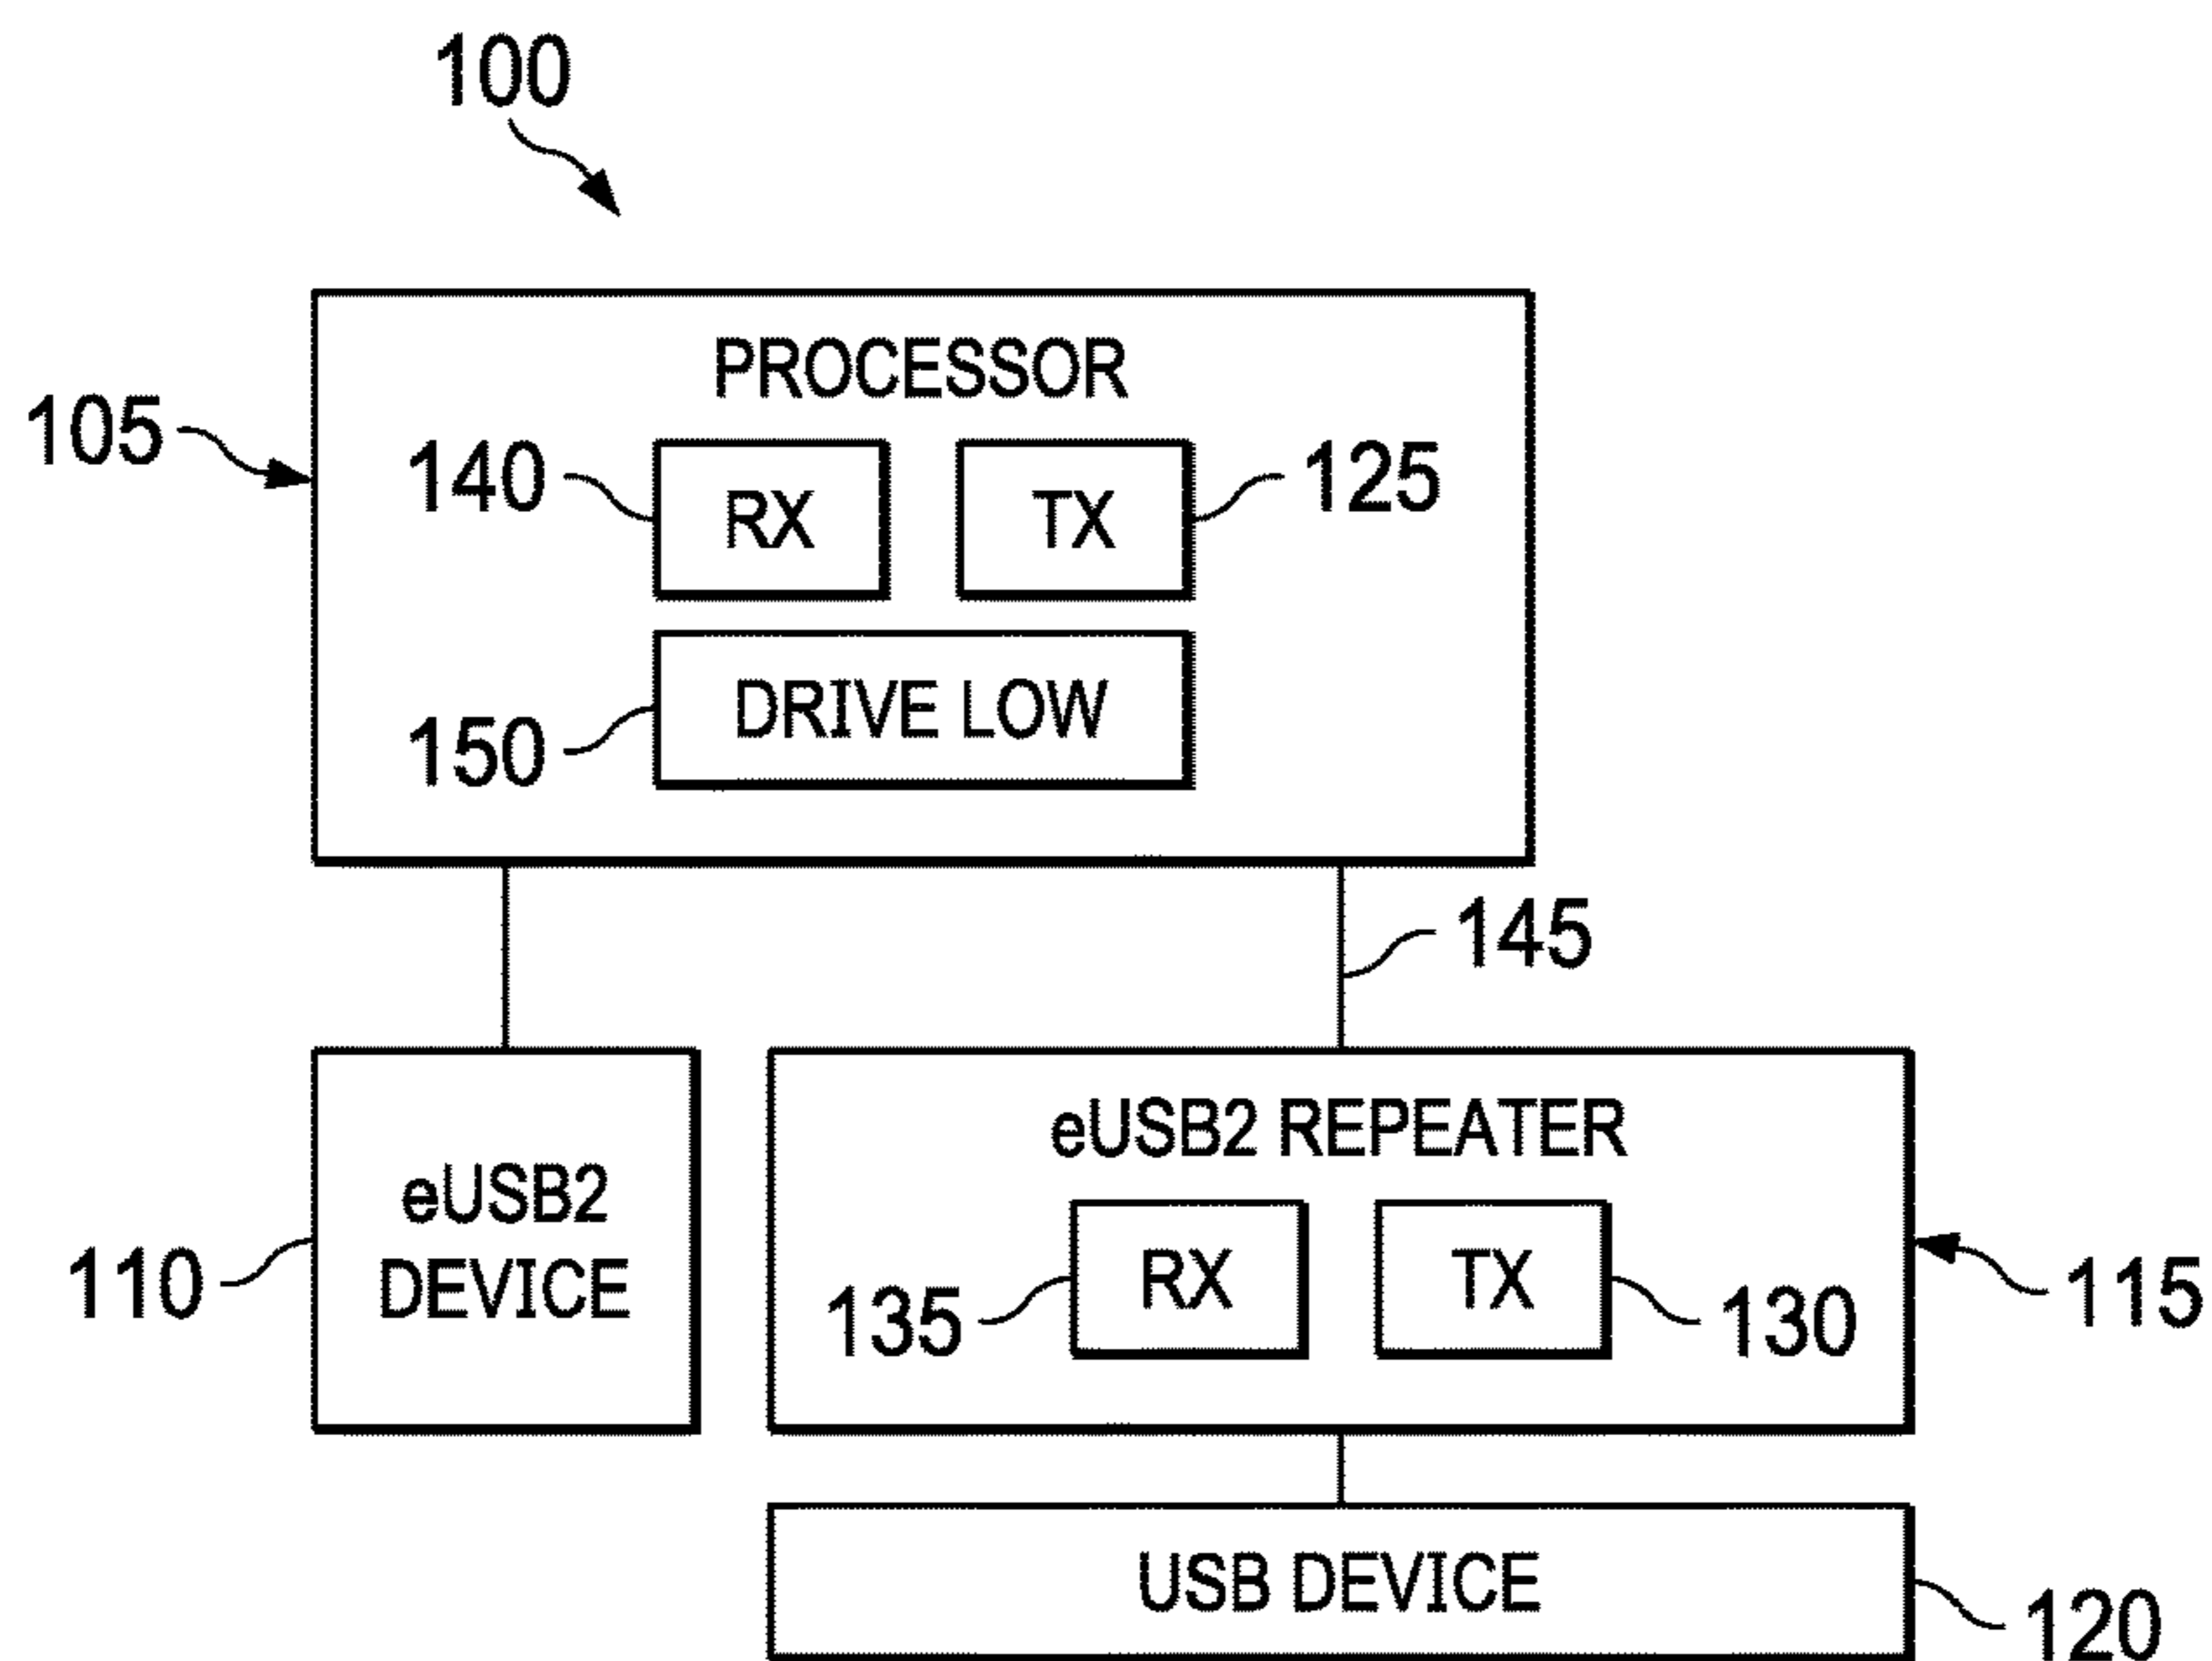 100
PROCESSOR
105
140
RX
TX
125
150
DRIVE LOW
145
eUSB2
DEVICE
110
eUSB2 REPEATER
135
RX
TX
130
115
USB DEVICE
120